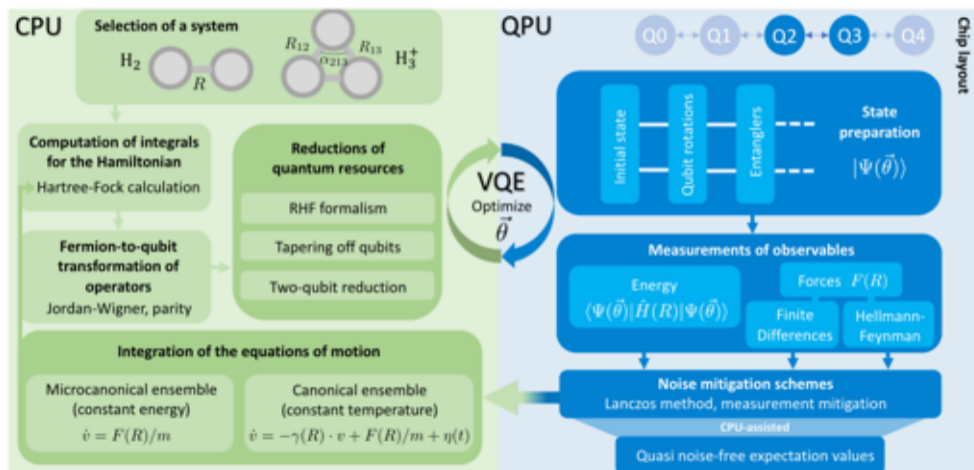 CPU
Selection of a system
H₂
R
R₁₂
R₁₃
α₂₁₃
H₃⁺
Computation of integrals
for the Hamiltonian
Hartree-Fock calculation
Fermion-to-qubit
transformation of
operators
Jordan-Wigner, parity
Reductions of
quantum resources
RHF formalism
Tapering off qubits
Two-qubit reduction
Integration of the equations of motion
Microcanonical ensemble
(constant energy)
v̇ = F(R)/m
Canonical ensemble
(constant temperature)
v̇ = −γ(R) · v + F(R)/m + η(t)
VQE
Optimize
θ⃗
QPU
Q0
Q1
Q2
Q3
Q4
Chip layout
Initial state
Qubit rotations
Entanglers
State
preparation
|Ψ(θ⃗)⟩
Measurements of observables
Energy
⟨Ψ(θ⃗)|Ĥ(R)|Ψ(θ⃗)⟩
Forces F(R)
Finite
Differences
Hellmann-
Feynman
Noise mitigation schemes
Lanczos method, measurement mitigation
CPU-assisted
Quasi noise-free expectation values